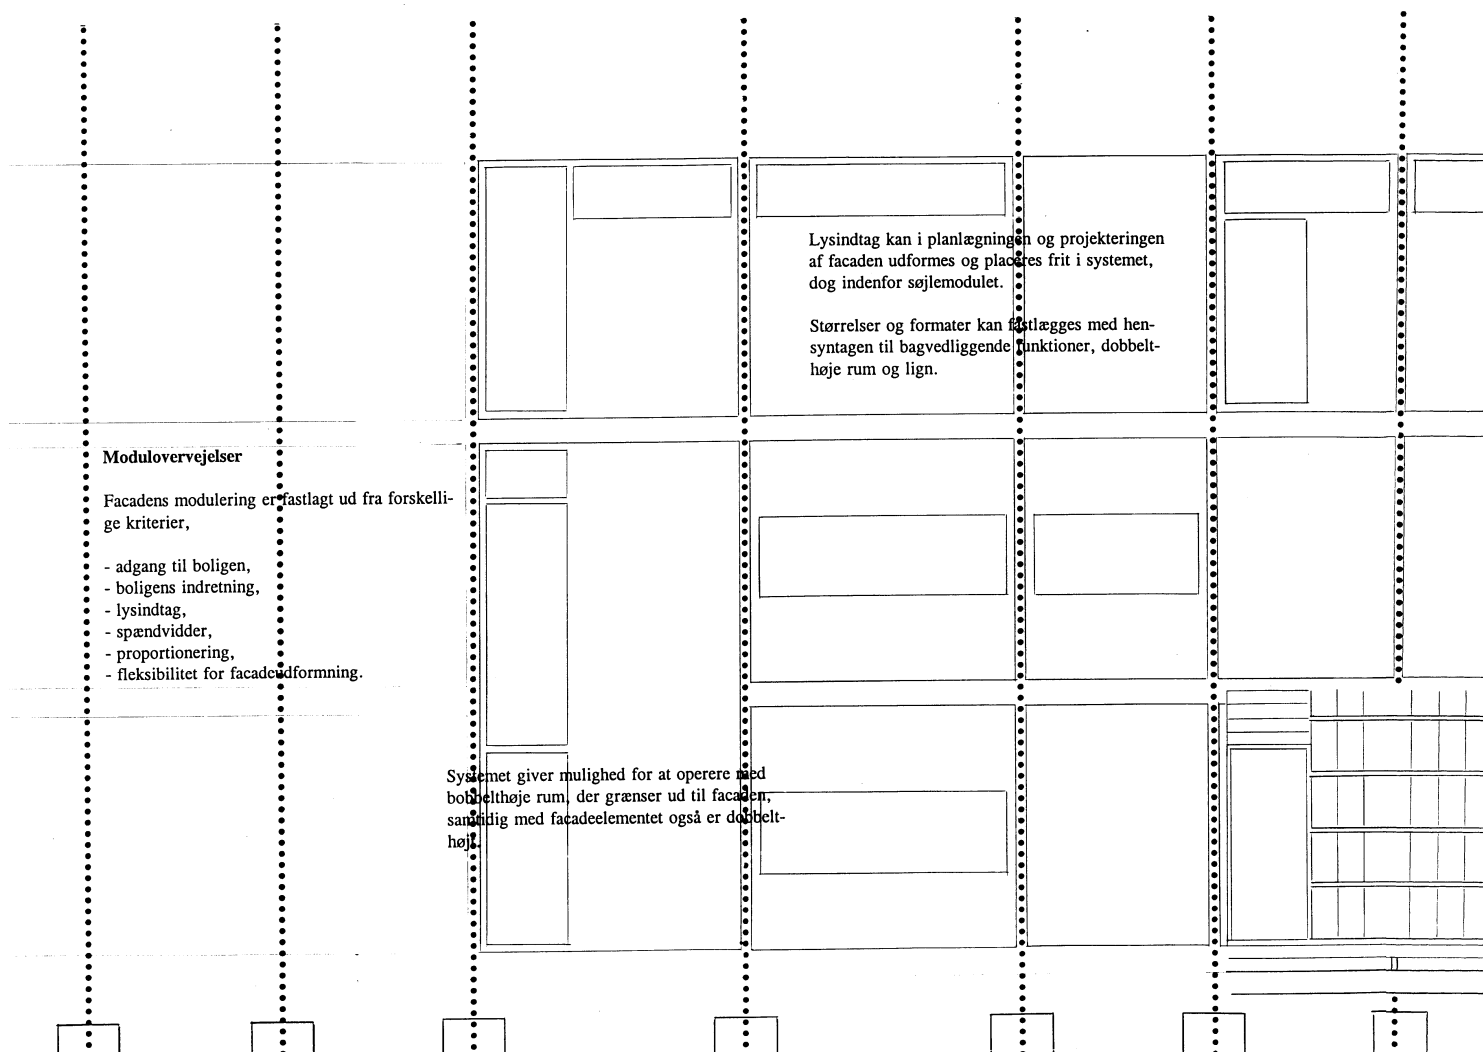 Lysindtag kan i planlægningen og projekteringen
af facaden udformes og placeres frit i systemet,
dog indenfor søjlemodulet.
Størrelser og formater kan fastlægges med hen-
syntagen til bagvedliggende funktioner, dobbelt-
høje rum og lign.
Modulovervejelser
Facadens modulering er fastlagt ud fra forskelli-
ge kriterier,
- adgang til boligen,
- boligens indretning,
- lysindtag,
- spændvidder,
- proportionering,
- fleksibilitet for facadeudformning.
Systemet giver mulighed for at operere med
bobbelthøje rum, der grænser ud til facaden,
samtidig med facadeelementet også er dobbelt-
højt.